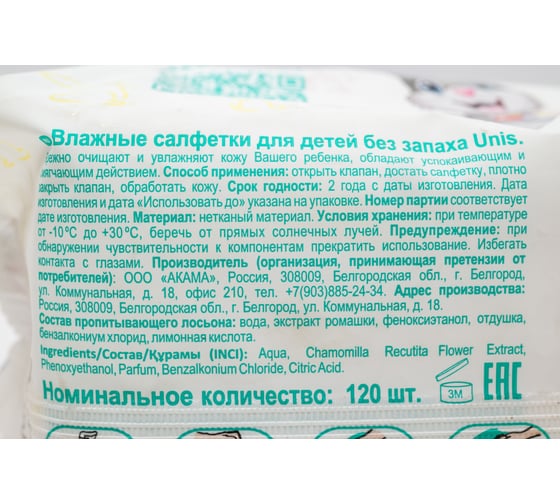 Влажные салфетки для детей без запаха Unis.
Нежно очищают и увлажняют кожу Вашего ребенка, обладают успокаивающим и
мягчающим действием. Способ применения: открыть клапан, достать салфетку, плотно
закрыть клапан, обработать кожу. Срок годности: 2 года с даты изготовления. Дата
изготовления и дата «Использовать до» указана на упаковке. Номер партии соответствует
дате изготовления. Материал: нетканый материал. Условия хранения: при температуре
от -10°С до +30°С, беречь от прямых солнечных лучей. Предупреждение: при
обнаружении чувствительности к компонентам прекратить использование. Избегать
контакта с глазами. Производитель (организация, принимающая претензии от
потребителей): ООО «АКАМА», Россия, 308009, Белгородская обл., г. Белгород,
ул. Коммунальная, д. 18, офис 210, тел. +7(903)885-24-34. Адрес производства:
Россия, 308009, Белгородская обл., г. Белгород, ул. Коммунальная, д. 18.
Состав пропитывающего лосьона: вода, экстракт ромашки, феноксиэтанол, отдушка,
бензалкониум хлорид, лимонная кислота.
Ingredients/Состав/Құрамы (INCI): Aqua, Chamomilla Recutita Flower Extract,
Phenoxyethanol, Parfum, Benzalkonium Chloride, Citric Acid.
Номинальное количество: 120 шт. 3М EAC